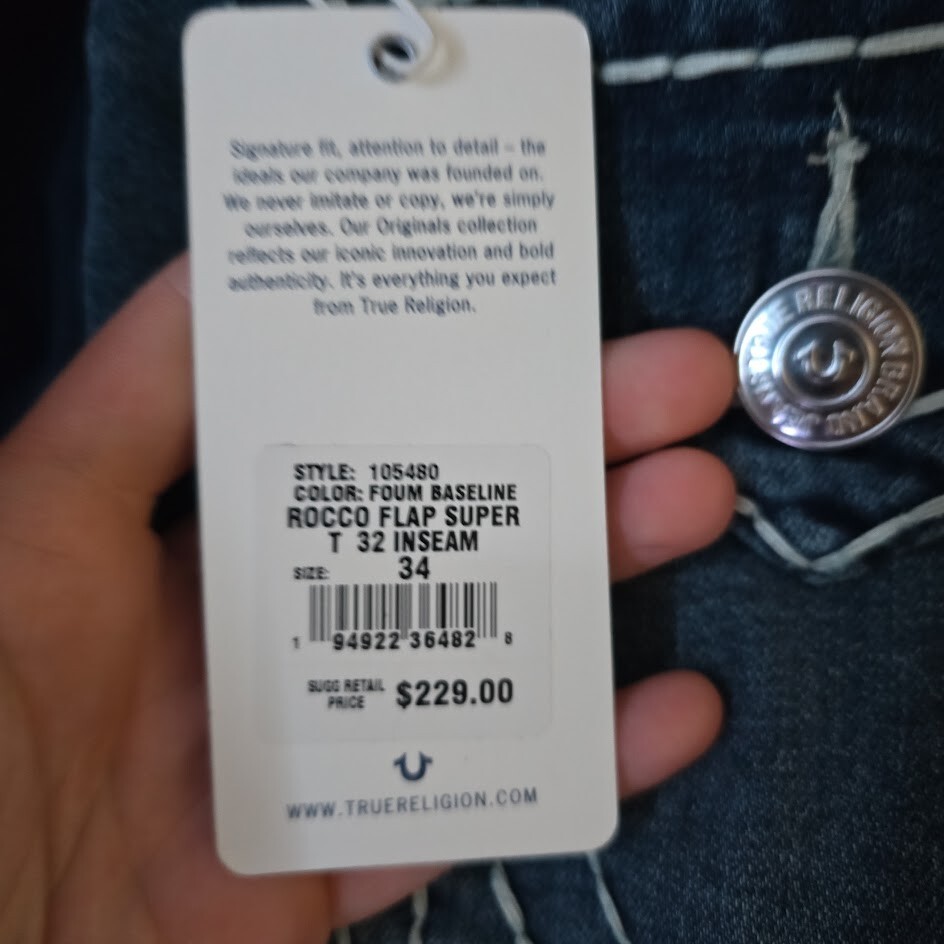 Signature fit, attention to detail – the
ideals our company was founded on.
We never imitate or copy, we're simply
ourselves. Our Originals collection
reflects our iconic innovation and bold
authenticity. It's everything you expect
from True Religion.
STYLE: 105480
COLOR: FOUM BASELINE
ROCCO FLAP SUPER
T 32 INSEAM
SIZE: 34
1 94922 36482 8
SUGG RETAIL
PRICE $229.00
WWW.TRUERELIGION.COM
RELIGION BRAND JEANS